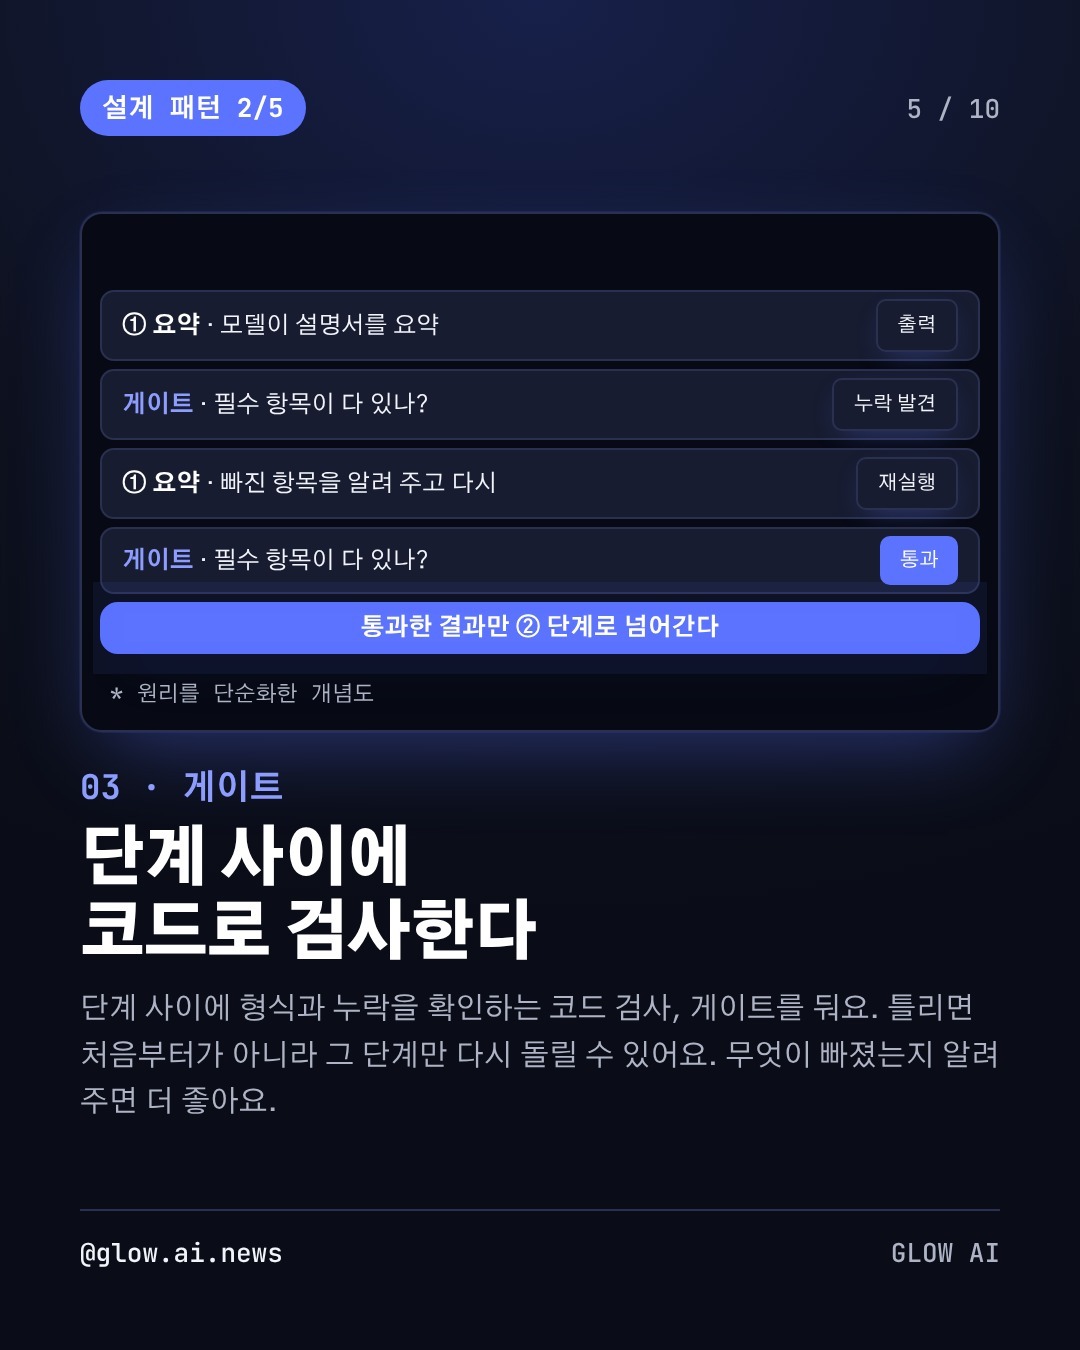 설계 패턴 2/5
5 / 10
① 요약 · 모델이 설명서를 요약
출력
게이트 · 필수 항목이 다 있나?
누락 발견
① 요약 · 빠진 항목을 알려 주고 다시
재실행
게이트 · 필수 항목이 다 있나?
통과
통과한 결과만 ② 단계로 넘어간다
* 원리를 단순화한 개념도
03 · 게이트
단계 사이에
코드로 검사한다
단계 사이에 형식과 누락을 확인하는 코드 검사, 게이트를 둬요. 틀리면
처음부터가 아니라 그 단계만 다시 돌릴 수 있어요. 무엇이 빠졌는지 알려
주면 더 좋아요.
@glow.ai.news
GLOW AI